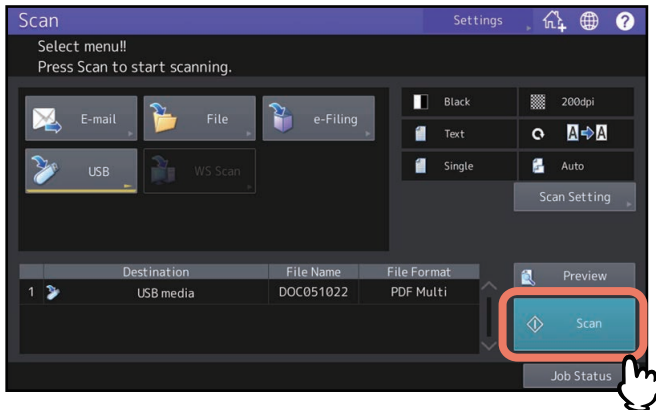 Scan
Settings
Select menu!!
Press Scan to start scanning.
E-mail
File
e-Filing
USB
WS Scan
Black
200dpi
Text
A A
Single
Auto
Scan Setting
Destination File Name File Format
1 USB media DOC051022 PDF Multi
Preview
Scan
Job Status